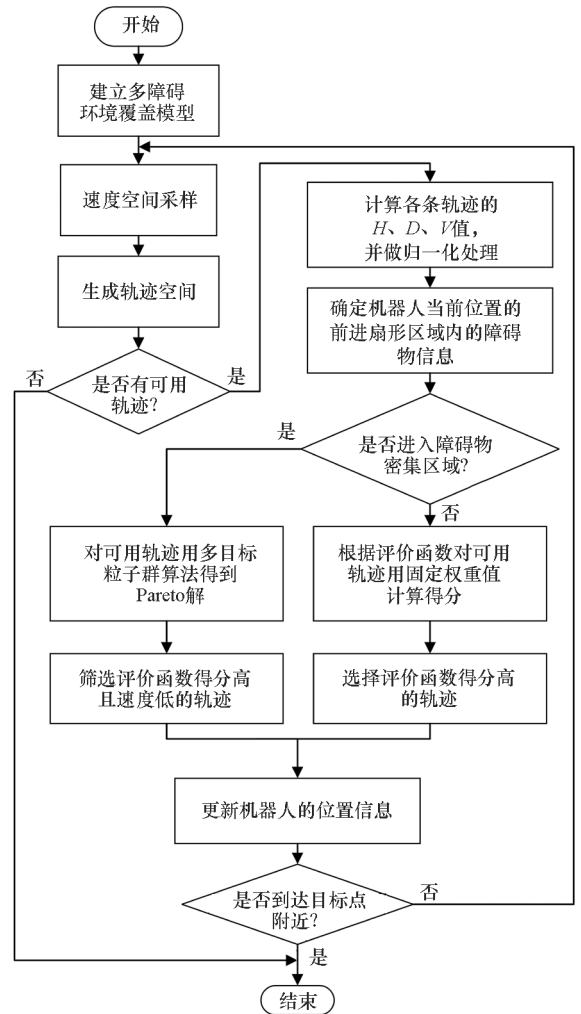 开始
建立多障碍
环境覆盖模型
速度空间采样
生成轨迹空间
否
是否有可用
轨迹?
是
计算各条轨迹的
H、D、V值,
并做归一化处理
确定机器人当前位置的
前进扇形区域内的障碍
物信息
是
是否进入障碍物
密集区域?
否
对可用轨迹用多目标
粒子群算法得到
Pareto解
根据评价函数对可用
轨迹用固定权重值
计算得分
筛选评价函数得分高
且速度低的轨迹
选择评价函数得分高
的轨迹
更新机器人的位置信息
是否到达目标点
附近?
否
是
结束